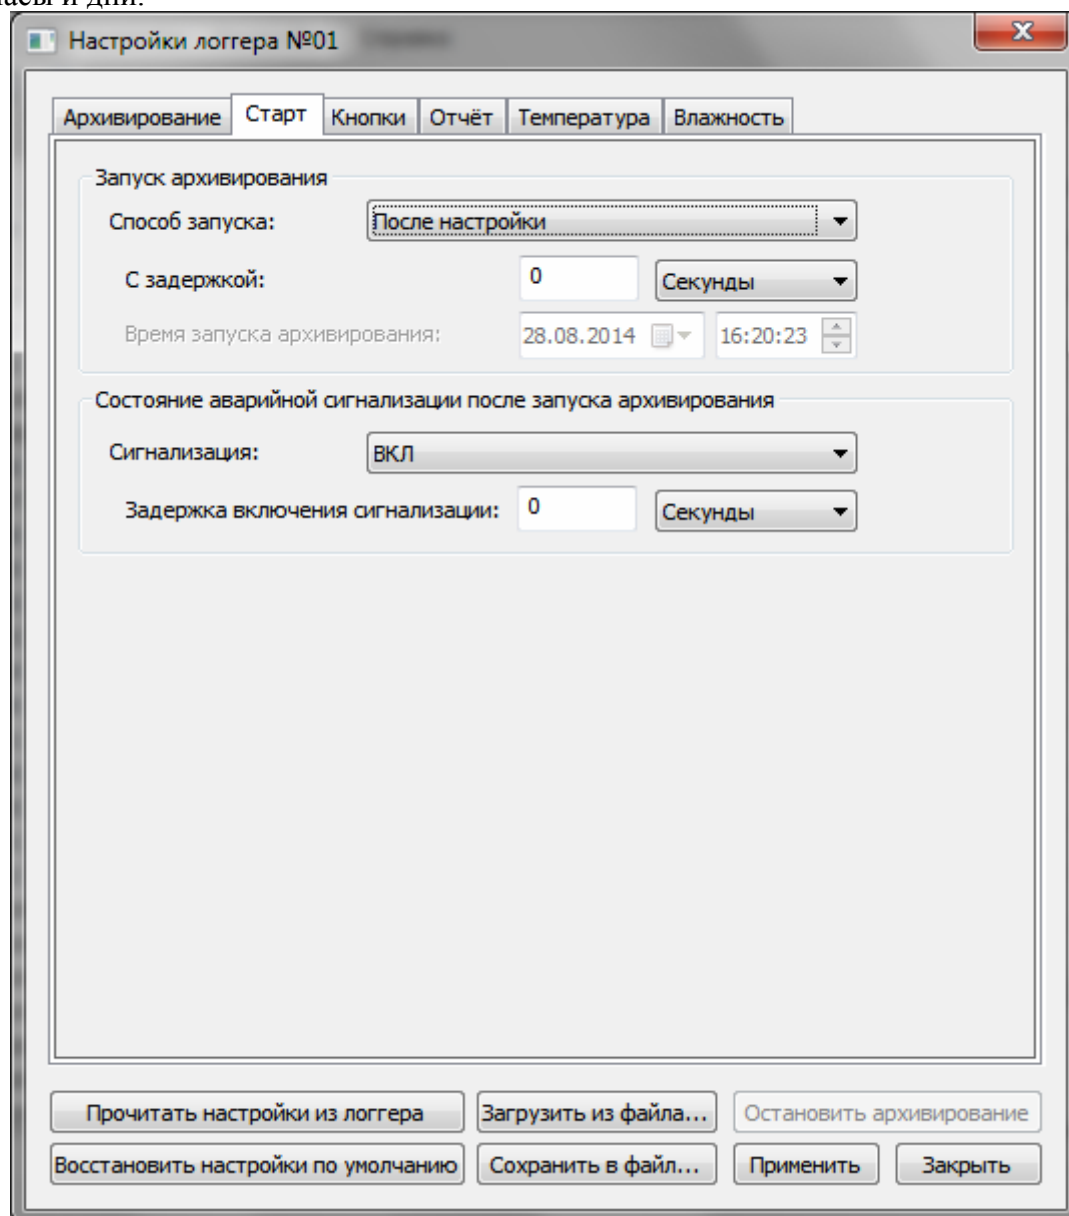 часы и дни.
Настройки логгера №01
Архивирование Старт Кнопки Отчёт Температура Влажность
Запуск архивирования
Способ запуска: После настройки
С задержкой: 0 Секунды
Время запуска архивирования: 28.08.2014 16:20:23
Состояние аварийной сигнализации после запуска архивирования
Сигнализация: ВКЛ
Задержка включения сигнализации: 0 Секунды
Прочитать настройки из логгера Загрузить из файла... Остановить архивирование
Восстановить настройки по умолчанию Сохранить в файл... Применить Закрыть